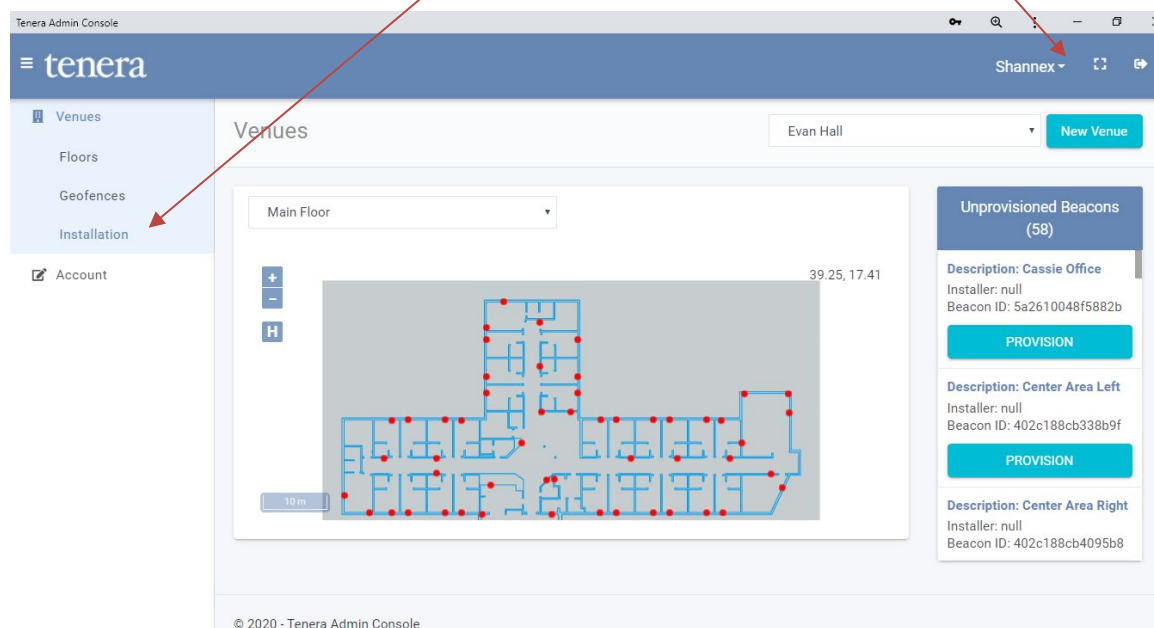 Tenera Admin Console
tenera
Shannex
Venues
Floors
Geofences
Installation
Account
Venues
Evan Hall
New Venue
Main Floor
39.25, 17.41
+
-
H
10 m
Unprovisioned Beacons
(58)
Description: Cassie Office
Installer: null
Beacon ID: 5a2610048f5882b
PROVISION
Description: Center Area Left
Installer: null
Beacon ID: 402c188cb338b9f
PROVISION
Description: Center Area Right
Installer: null
Beacon ID: 402c188cb4095b8
© 2020 - Tenera Admin Console